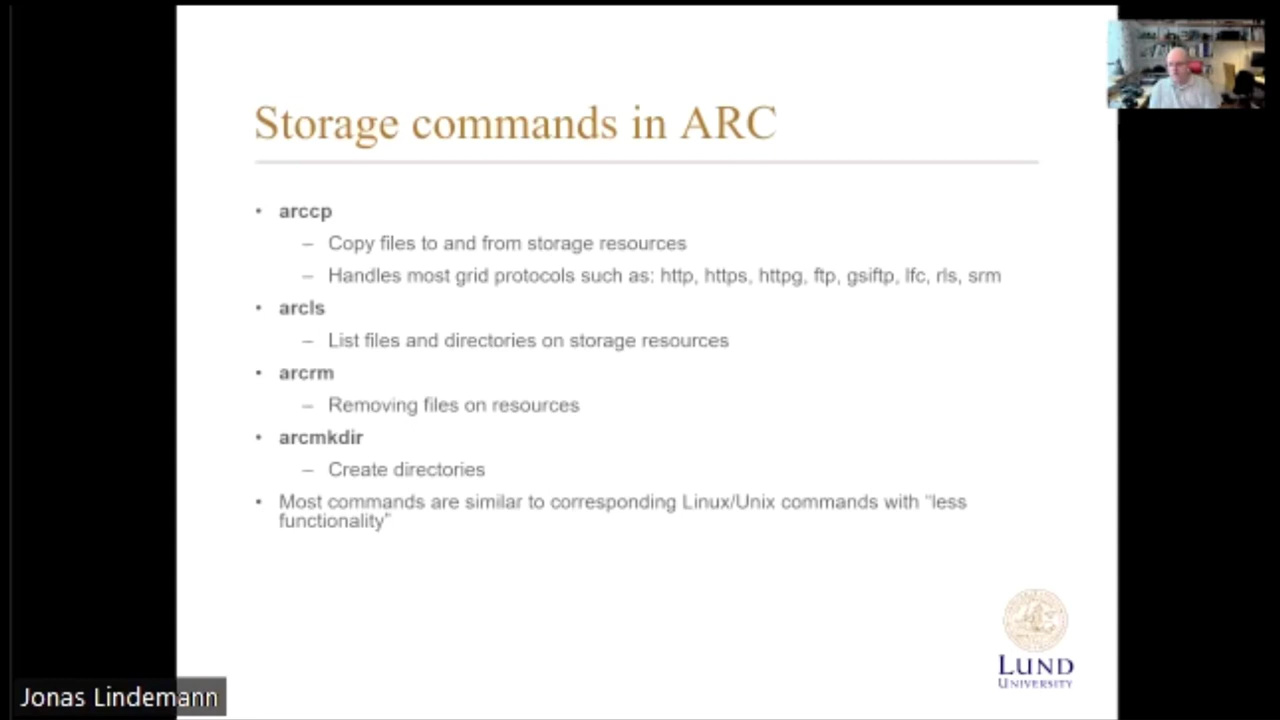 Storage commands in ARC
• arccp
– Copy files to and from storage resources
– Handles most grid protocols such as: http, https, httpg, ftp, gsiftp, lfc, rls, srm
• arcls
– List files and directories on storage resources
• arcrm
– Removing files on resources
• arcmkdir
– Create directories
• Most commands are similar to corresponding Linux/Unix commands with “less
functionality”
LUND
UNIVERSITY
Jonas Lindemann